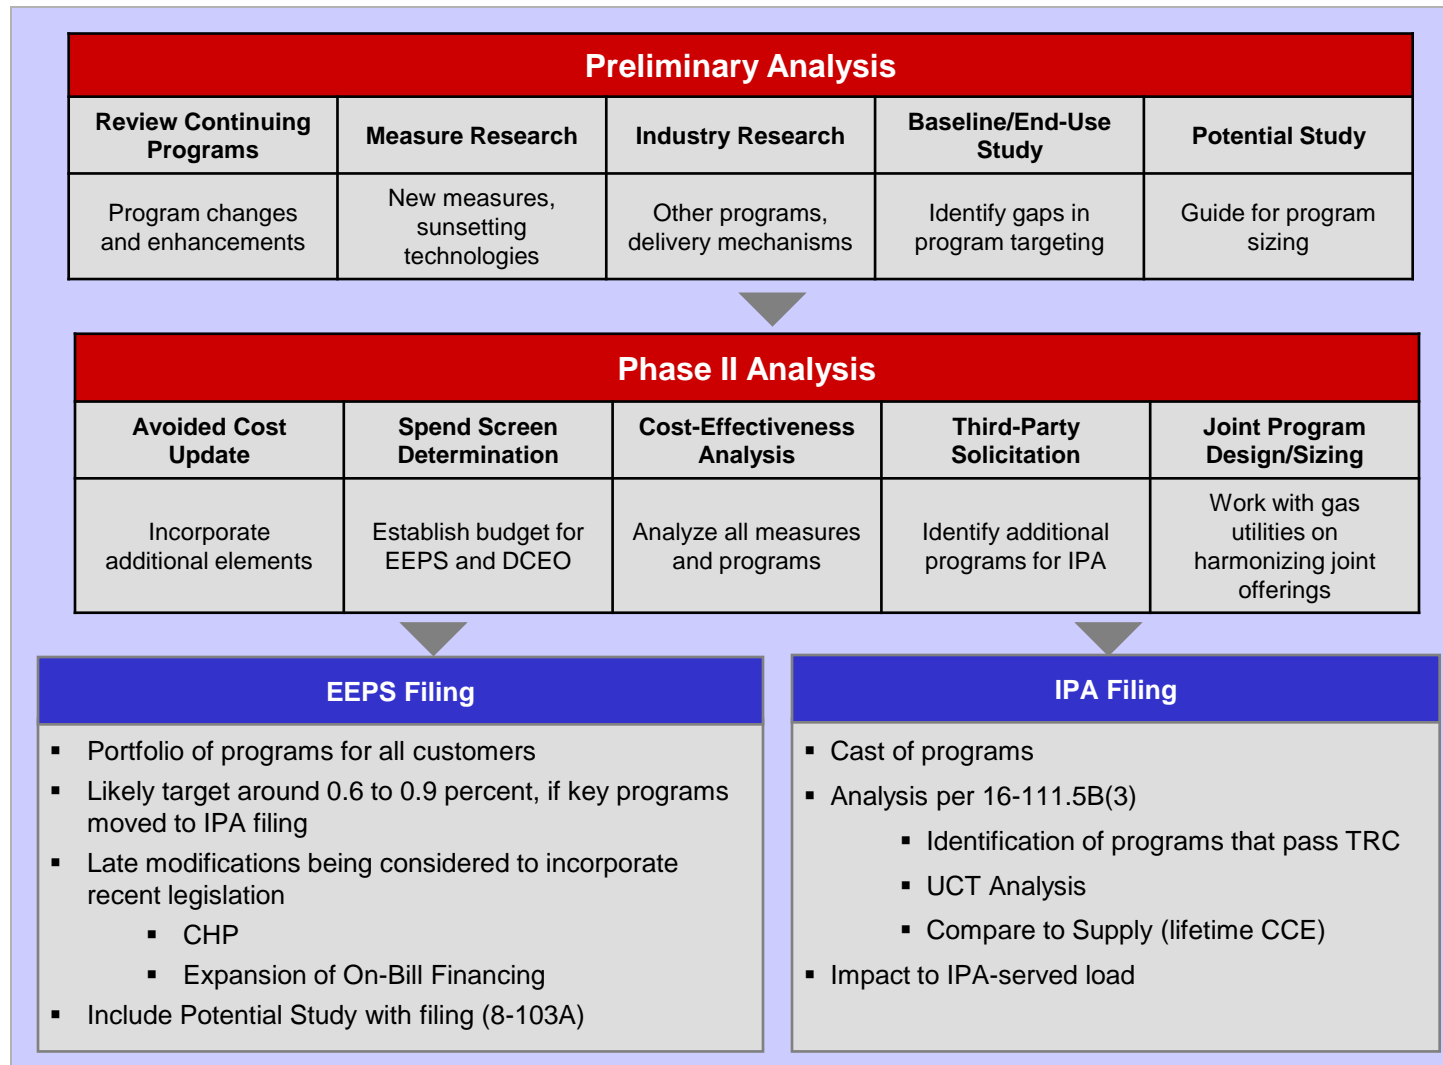 Preliminary Analysis
Review Continuing
Programs
Measure Research
Industry Research
Baseline/End-Use
Study
Potential Study
Program changes
and enhancements
New measures,
sunsetting
technologies
Other programs,
delivery mechanisms
Identify gaps in
program targeting
Guide for program
sizing
Phase II Analysis
Avoided Cost
Update
Spend Screen
Determination
Cost-Effectiveness
Analysis
Third-Party
Solicitation
Joint Program
Design/Sizing
Incorporate
additional elements
Establish budget for
EEPS and DCEO
Analyze all measures
and programs
Identify additional
programs for IPA
Work with gas
utilities on
harmonizing joint
offerings
EEPS Filing
▪ Portfolio of programs for all customers
▪ Likely target around 0.6 to 0.9 percent, if key programs
moved to IPA filing
▪ Late modifications being considered to incorporate
recent legislation
▪ CHP
▪ Expansion of On-Bill Financing
▪ Include Potential Study with filing (8-103A)
IPA Filing
▪ Cast of programs
▪ Analysis per 16-111.5B(3)
▪ Identification of programs that pass TRC
▪ UCT Analysis
▪ Compare to Supply (lifetime CCE)
▪ Impact to IPA-served load